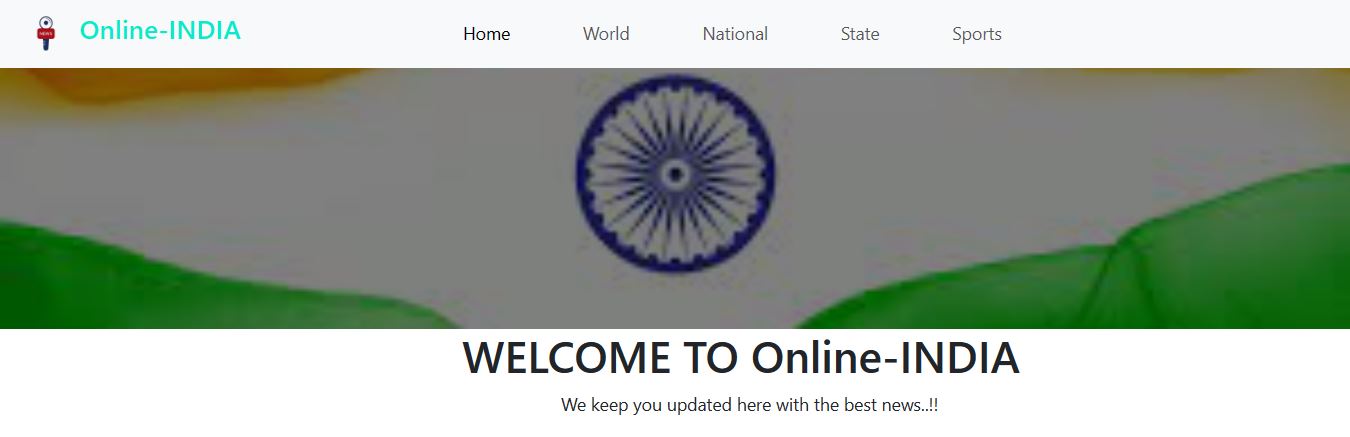 NEWS
Online-INDIA
Home World National State Sports
WELCOME TO Online-INDIA
We keep you updated here with the best news..!!